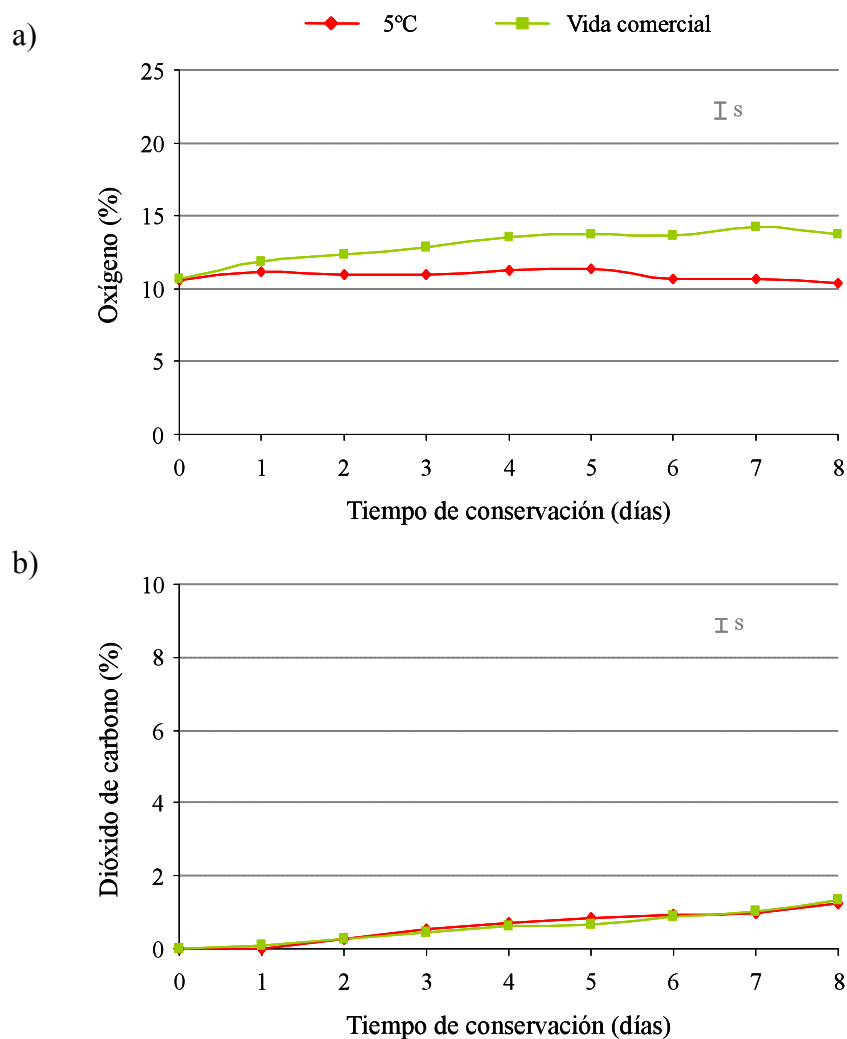 5ºC Vida comercial
a)
25
20
15
10
5
0
s
Oxígeno (%)
0 1 2 3 4 5 6 7 8
Tiempo de conservación (días)
b)
10
8
6
4
2
0
s
Dióxido de carbono (%)
0 1 2 3 4 5 6 7 8
Tiempo de conservación (días)